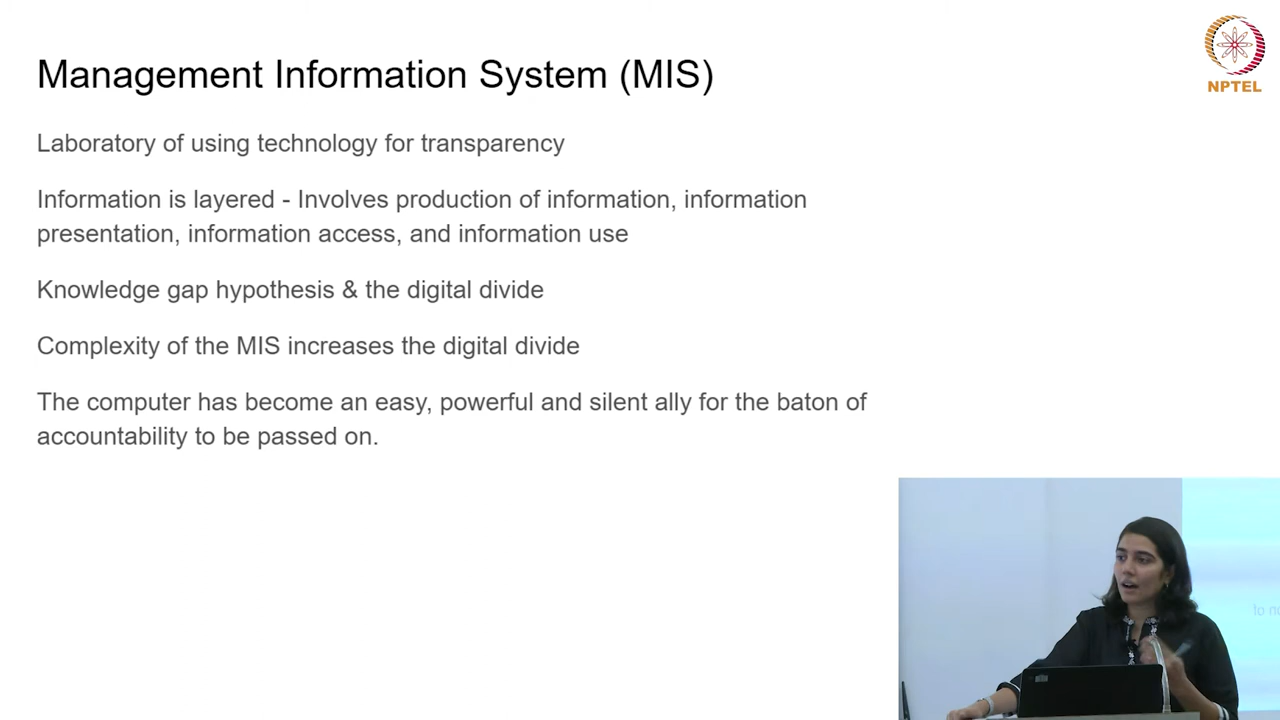 Management Information System (MIS)
NPTEL
Laboratory of using technology for transparency
Information is layered - Involves production of information, information
presentation, information access, and information use
Knowledge gap hypothesis & the digital divide
Complexity of the MIS increases the digital divide
The computer has become an easy, powerful and silent ally for the baton of
accountability to be passed on.